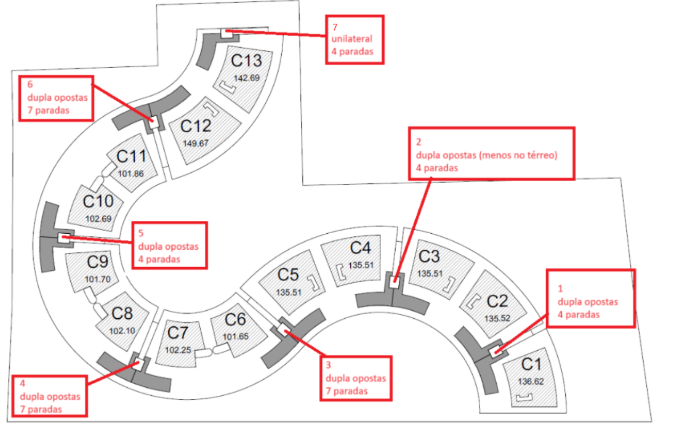 7
unilateral
4 paradas
C13
142.69
6
dupla opostas
7 paradas
C12
149.67
2
dupla opostas (menos no térreo)
4 paradas
C11
101.86
C10
102.69
5
dupla opostas
4 paradas
C9
101.70
C8
102.10
C7
102.25
C6
101.65
C5
135.51
C4
135.51
C3
135.51
C2
135.52
1
dupla opostas
4 paradas
C1
136.62
3
dupla opostas
7 paradas
4
dupla opostas
7 paradas